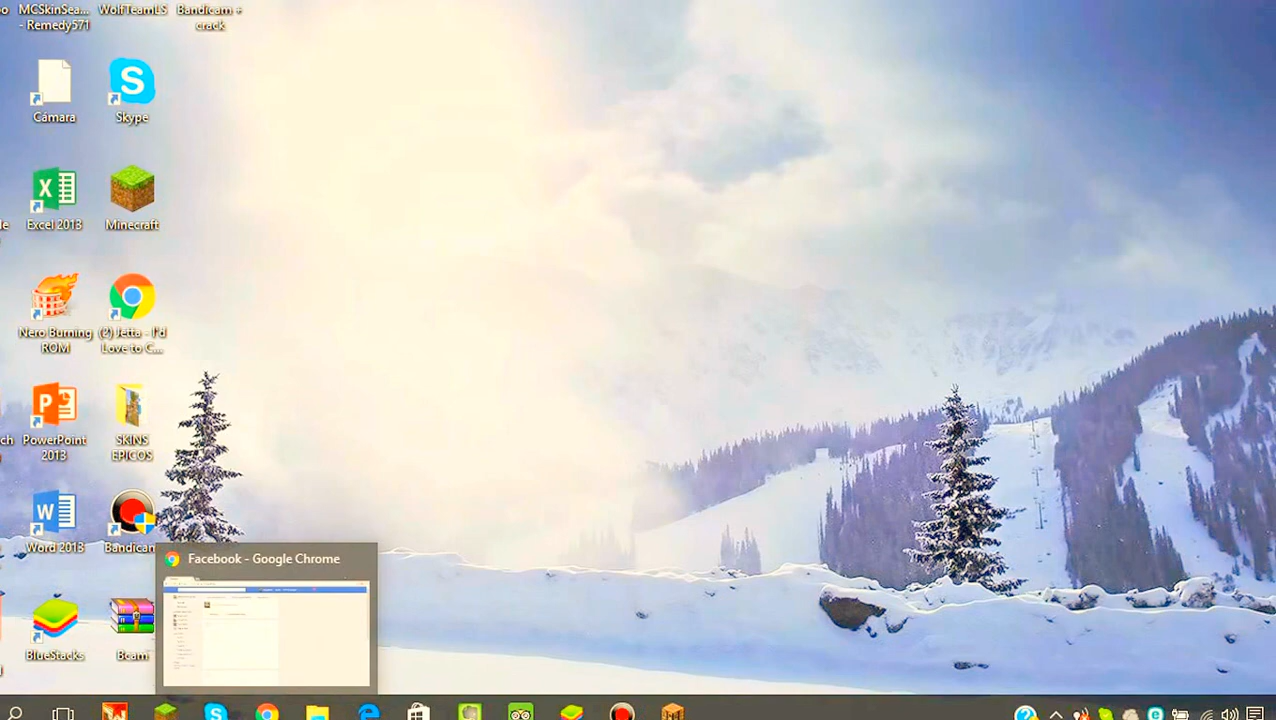 MCSkinSea... WolfTeamLS Bandicam +
- Remedy571 crack
Cámara Skype
Excel 2013 Minecraft
Nero Burning (2) Jetta - I'd
ROM Love to C...
PowerPoint SKINS
2013 EPICOS
Word 2013 Bandicam
Facebook - Google Chrome
BlueStacks Bcam